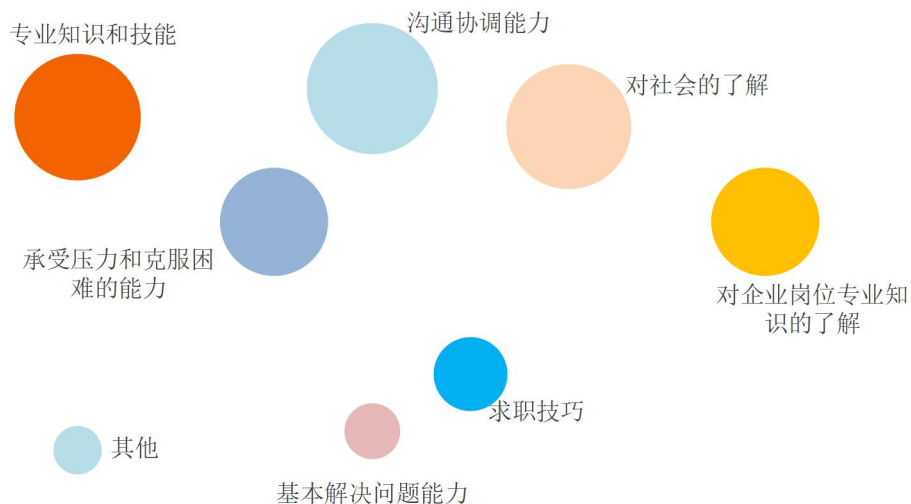 专业知识和技能
沟通协调能力
对社会的了解
承受压力和克服困
难的能力
对企业岗位专业知
识的了解
求职技巧
其他
基本解决问题能力